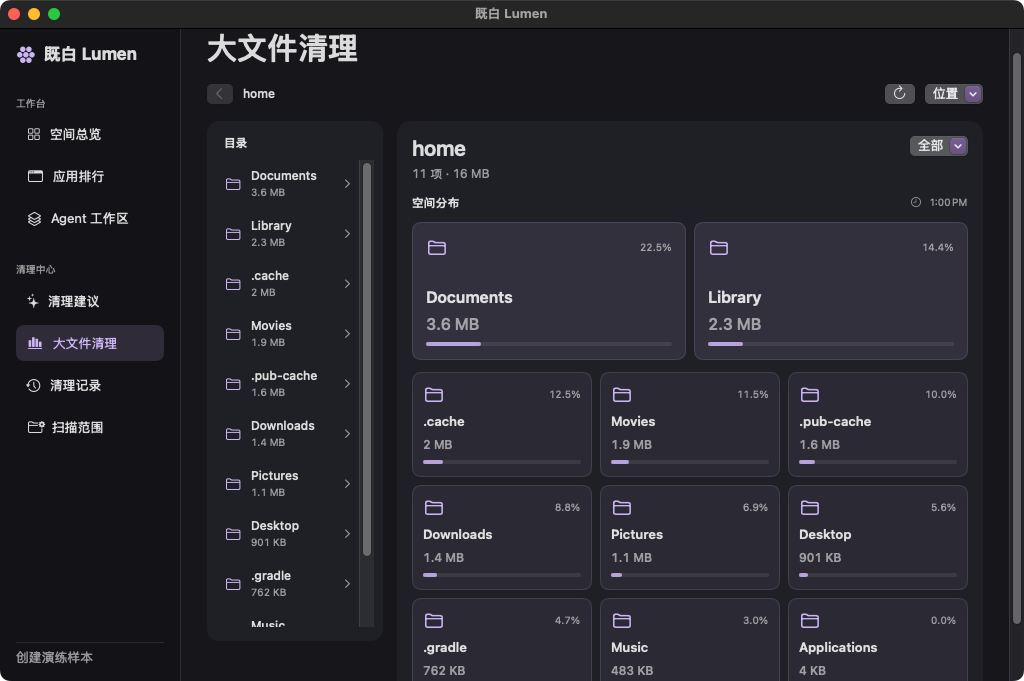 既白 Lumen
既白 Lumen
工作台
空间总览
应用排行
Agent 工作区
清理中心
清理建议
大文件清理
清理记录
扫描范围
创建演练样本
大文件清理
home
位置
目录
Documents
3.6 MB
Library
2.3 MB
.cache
2 MB
Movies
1.9 MB
.pub-cache
1.6 MB
Downloads
1.4 MB
Pictures
1.1 MB
Desktop
901 KB
.gradle
762 KB
Music
home
全部
11 项 · 16 MB
空间分布
1:00 PM
22.5%
Documents
3.6 MB
14.4%
Library
2.3 MB
12.5%
.cache
2 MB
11.5%
Movies
1.9 MB
10.0%
.pub-cache
1.6 MB
8.8%
Downloads
1.4 MB
6.9%
Pictures
1.1 MB
5.6%
Desktop
901 KB
4.7%
.gradle
762 KB
3.0%
Music
483 KB
0.0%
Applications
4 KB